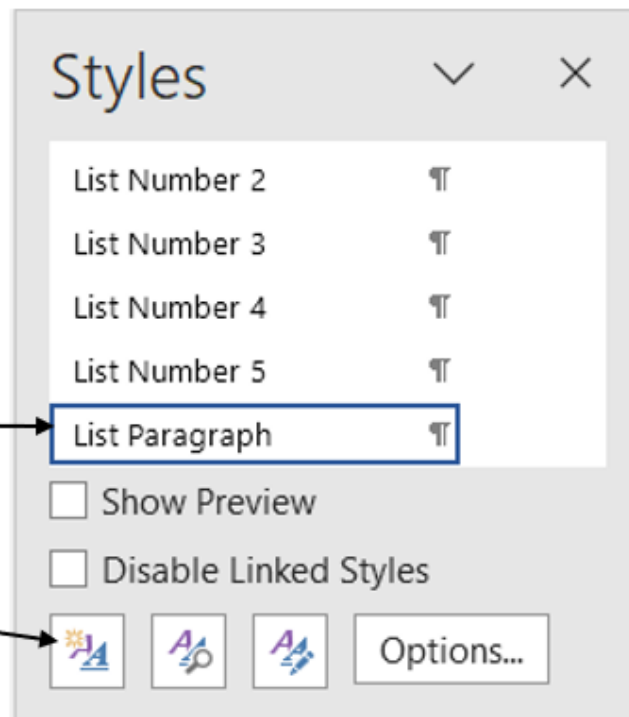 Styles
List Number 2 ¶
List Number 3 ¶
List Number 4 ¶
List Number 5 ¶
List Paragraph ¶
Show Preview
Disable Linked Styles
Options...